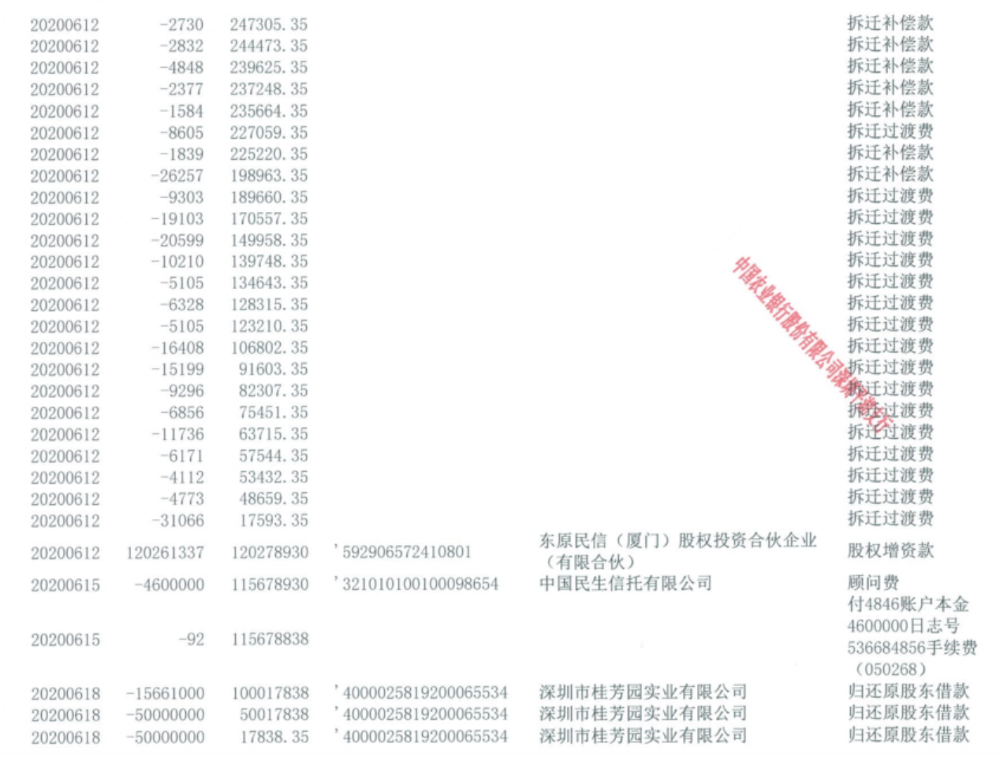 20200612 -2730 247305.35 拆迁补偿款
20200612 -2832 244473.35 拆迁补偿款
20200612 -4848 239625.35 拆迁补偿款
20200612 -2377 237248.35 拆迁补偿款
20200612 -1584 235664.35 拆迁补偿款
20200612 -8605 227059.35 拆迁过渡费
20200612 -1839 225220.35 拆迁补偿款
20200612 -26257 198963.35 拆迁补偿款
20200612 -9303 189660.35 拆迁过渡费
20200612 -19103 170557.35 拆迁过渡费
20200612 -20599 149958.35 拆迁过渡费
20200612 -10210 139748.35 拆迁过渡费
20200612 -5105 134643.35 拆迁过渡费
20200612 -6328 128315.35 拆迁过渡费
20200612 -5105 123210.35 拆迁过渡费
20200612 -16408 106802.35 拆迁过渡费
20200612 -15199 91603.35 拆迁过渡费
20200612 -9296 82307.35 拆迁过渡费
20200612 -6856 75451.35 拆迁过渡费
20200612 -11736 63715.35 拆迁过渡费
20200612 -6171 57544.35 拆迁过渡费
20200612 -4112 53432.35 拆迁过渡费
20200612 -4773 48659.35 拆迁过渡费
20200612 -31066 17593.35 拆迁过渡费
20200612 120261337 120278930 '592906572410801 东原民信（厦门）股权投资合伙企业
（有限合伙） 股权增资款
20200615 -4600000 115678930 '321010100100098654 中国民生信托有限公司 顾问费
20200615 -92 115678838 付4846账户本金
4600000日志号
536684856手续费
（050268）
20200618 -15661000 100017838 '4000025819200065534 深圳市桂芳园实业有限公司 归还原股东借款
20200618 -50000000 50017838 '4000025819200065534 深圳市桂芳园实业有限公司 归还原股东借款
20200618 -50000000 17838.35 '4000025819200065534 深圳市桂芳园实业有限公司 归还原股东借款
中国农业银行股份有限公司深圳
支行